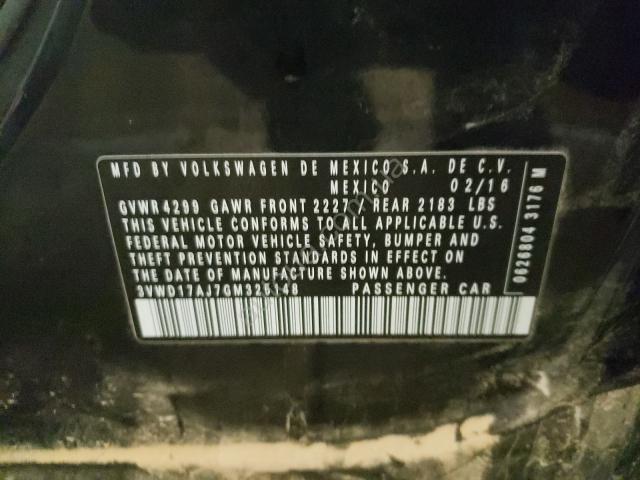 MFD BY VOLKSWAGEN DE MEXICO S.A. DE C.V.
MEXICO 02/16
GVWR 4299 GAWR FRONT 2227 REAR 2183 LBS
THIS VEHICLE CONFORMS TO ALL APPLICABLE U.S.
FEDERAL MOTOR VEHICLE SAFETY, BUMPER AND
THEFT PREVENTION STANDARDS IN EFFECT ON
THE DATE OF MANUFACTURE SHOWN ABOVE.
3VWD17AJ7GM325148 PASSENGER CAR
0626804 3176 M